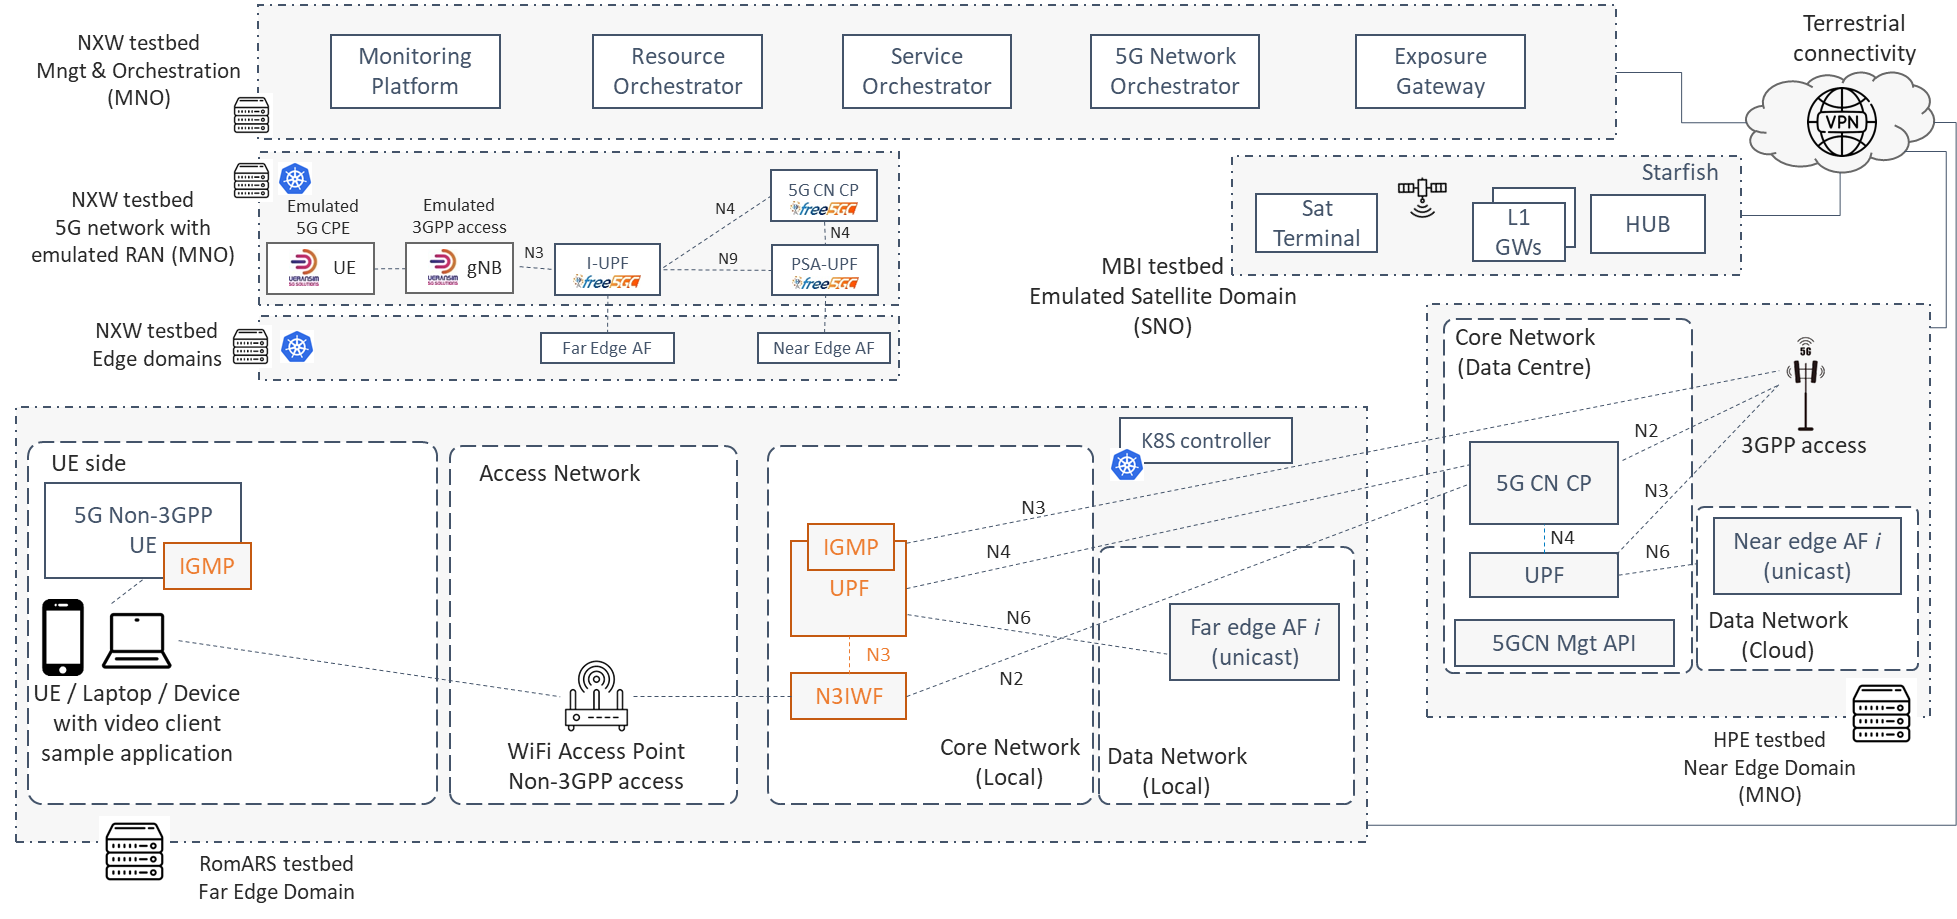 NXW testbed
Mngt & Orchestration
(MNO)
Monitoring
Platform
Resource
Orchestrator
Service
Orchestrator
5G Network
Orchestrator
Exposure
Gateway
Terrestrial
connectivity
VPN
NXW testbed
5G network with
emulated RAN (MNO)
Emulated
5G CPE
UERANSIM
5G SOLUTIONS
UE
Emulated
3GPP access
UERANSIM
5G SOLUTIONS
gNB
N3
I-UPF
free5GC
N4
N9
5G CN CP
free5GC
N4
PSA-UPF
free5GC
NXW testbed
Edge domains
Far Edge AF
Near Edge AF
Starfish
Sat
Terminal
L1
GWs
HUB
MBI testbed
Emulated Satellite Domain
(SNO)
Core Network
(Data Centre)
5G
3GPP access
N2
5G CN CP
N3
N4
N6
UPF
5GCN Mgt API
Near edge AF i
(unicast)
Data Network
(Cloud)
HPE testbed
Near Edge Domain
(MNO)
K8S controller
UE side
5G Non-3GPP
UE
IGMP
UE / Laptop / Device
with video client
sample application
Access Network
WiFi Access Point
Non-3GPP access
IGMP
UPF
N3
N3IWF
N3
N4
N6
N2
Core Network
(Local)
Far edge AF i
(unicast)
Data Network
(Local)
RomARS testbed
Far Edge Domain